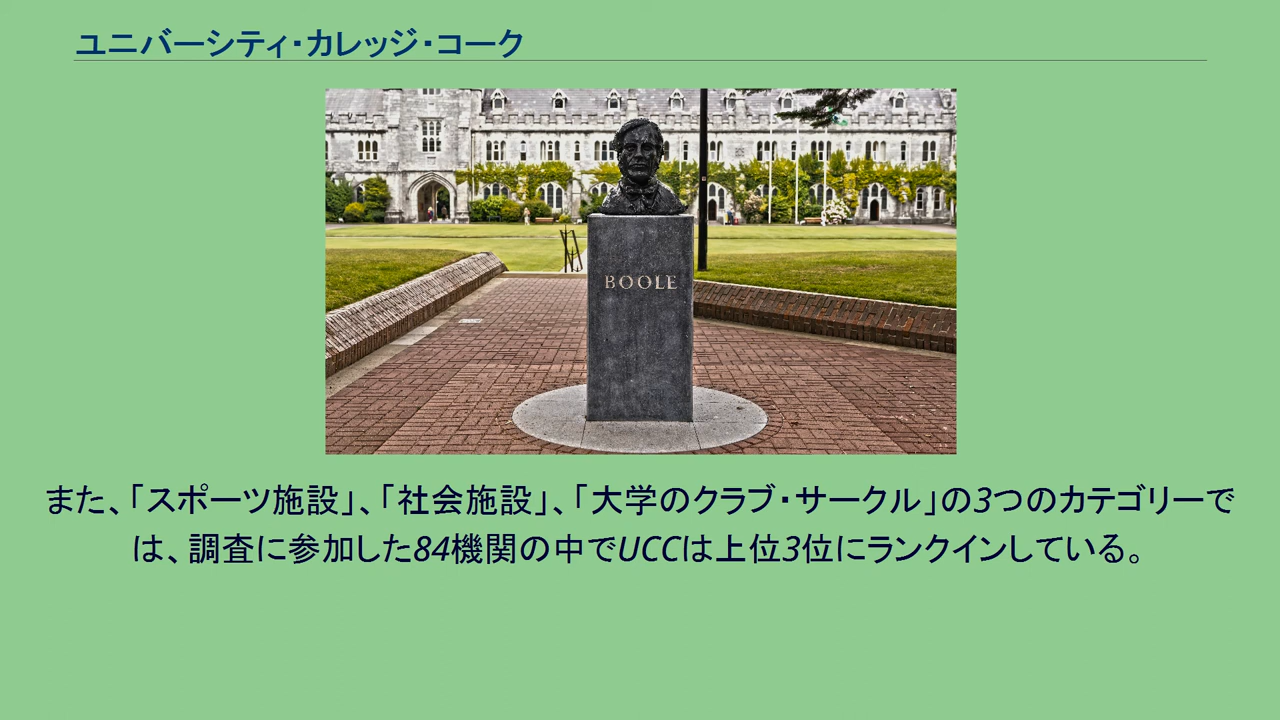 ユニバーシティ・カレッジ・コーク
BOOLE
また、「スポーツ施設」、「社会施設」、「大学のクラブ・サークル」の3つのカテゴリーで
は、調査に参加した84機関の中でUCCは上位3位にランクインしている。